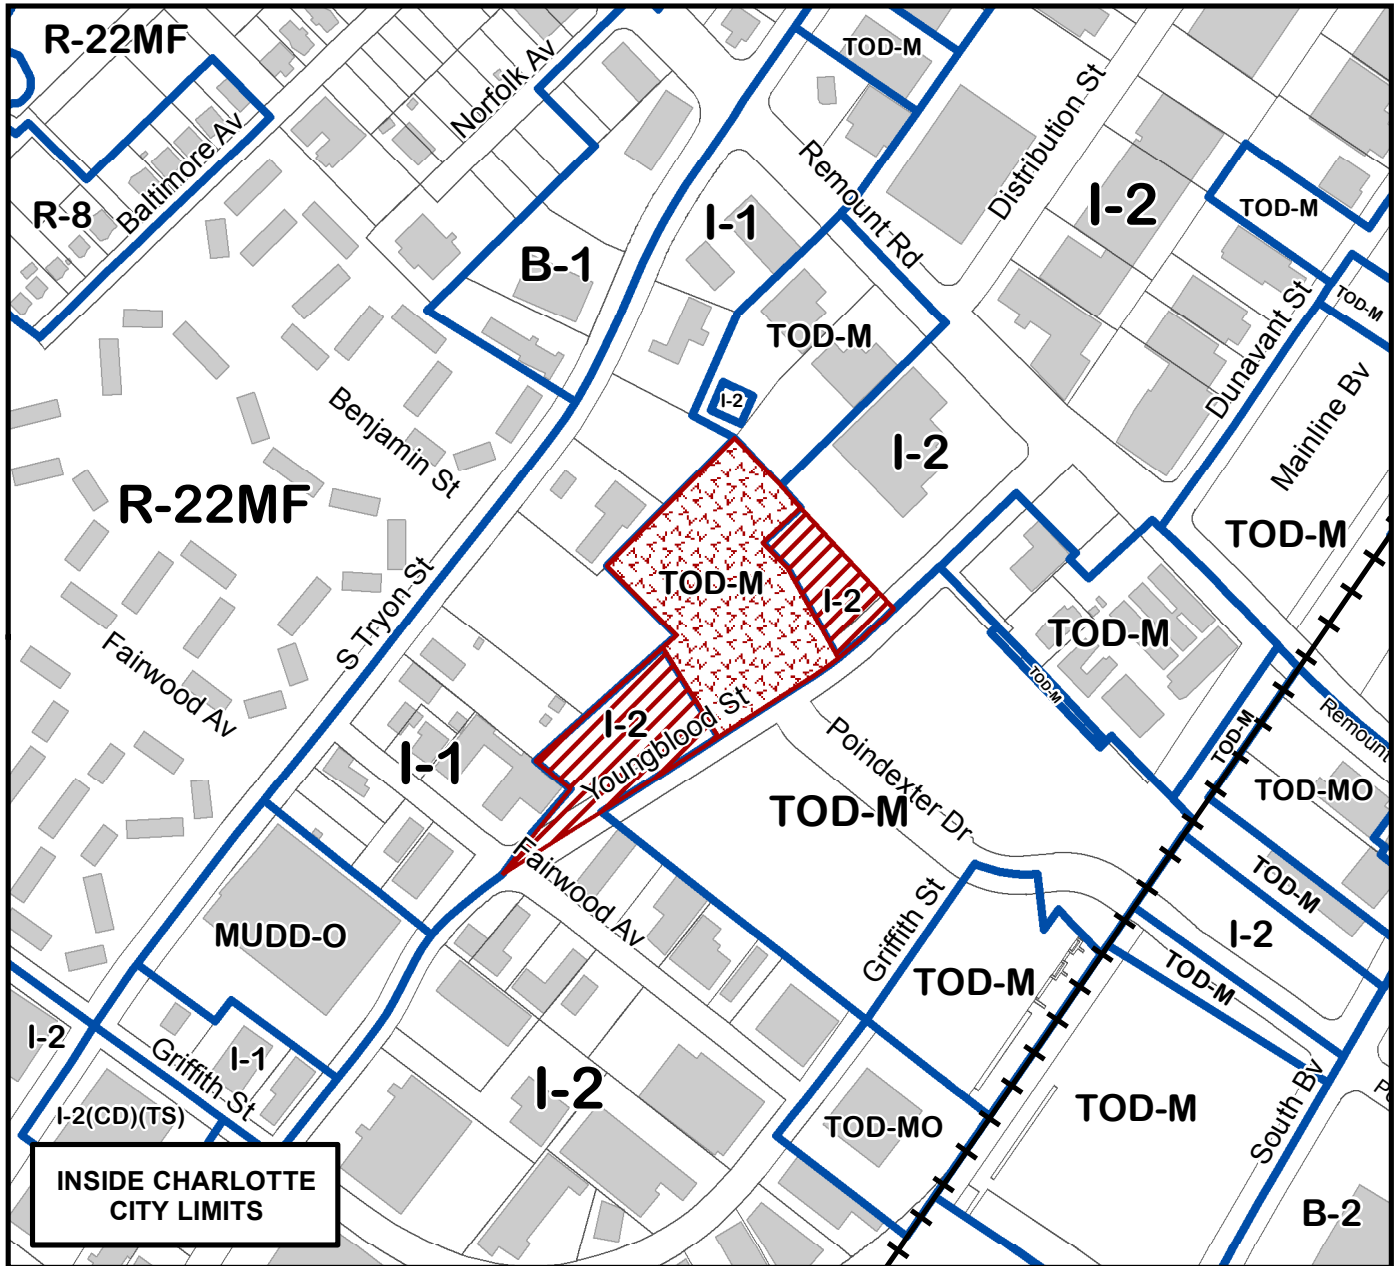 R-22MF
Norfolk Av
TOD-M
Distribution St
Baltimore Av
R-8
Remount Rd
I-1
I-2
TOD-M
B-1
TOD-M
TOD-M
Dunavant St
Mainline Bv
I-2
Benjamin St
I-2
R-22MF
TOD-M
TOD-M
I-2
S Tryon St
TOD-M
Fairwood Av
TOD-M
Remount
I-2
Youngblood St
TOD-M
I-1
Poindexter Dr
TOD-M
TOD-MO
Fairwood Av
TOD-M
Griffith St
MUDD-O
I-2
TOD-M
TOD-M
I-2
Griffith St
I-1
I-2
TOD-M
South Bv
I-2(CD)(TS)
TOD-MO
INSIDE CHARLOTTE
CITY LIMITS
B-2